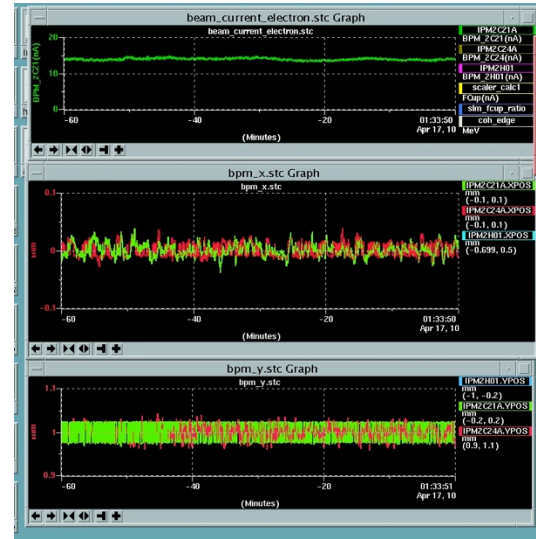 beam_current_electron.stc Graph
beam_current_electron.stc
BPM_2C21(nA)
20
10
0
-60
-40
-20
01:33:50
Apr 17, 10
(Minutes)
IPM2C21A
BPM_2C21(nA)
IPM2C24A
BPM_2C24(nA)
IPM2H01
BPM_2H01(nA)
scaler_calc1
FCup(nA)
slm_fcup_ratio
coh_edge
MeV
bpm_x.stc Graph
bpm_x.stc
mm
0.1
0
-0.1
-60
-40
-20
01:33:50
Apr 17, 10
(Minutes)
IPM2C21A.XPOS
mm
(-0.1, 0.1)
IPM2C24A.XPOS
mm
(-0.1, 0.1)
IPM2H01.XPOS
mm
(-0.699, 0.5)
bpm_y.stc Graph
bpm_y.stc
mm
1.1
1
0.9
-60
-40
-20
01:33:51
Apr 17, 10
(Minutes)
IPM2H01.YPOS
mm
(-1, -0.2)
IPM2C21A.YPOS
mm
(-0.2, 0.2)
IPM2C24A.YPOS
mm
(0.9, 1.1)